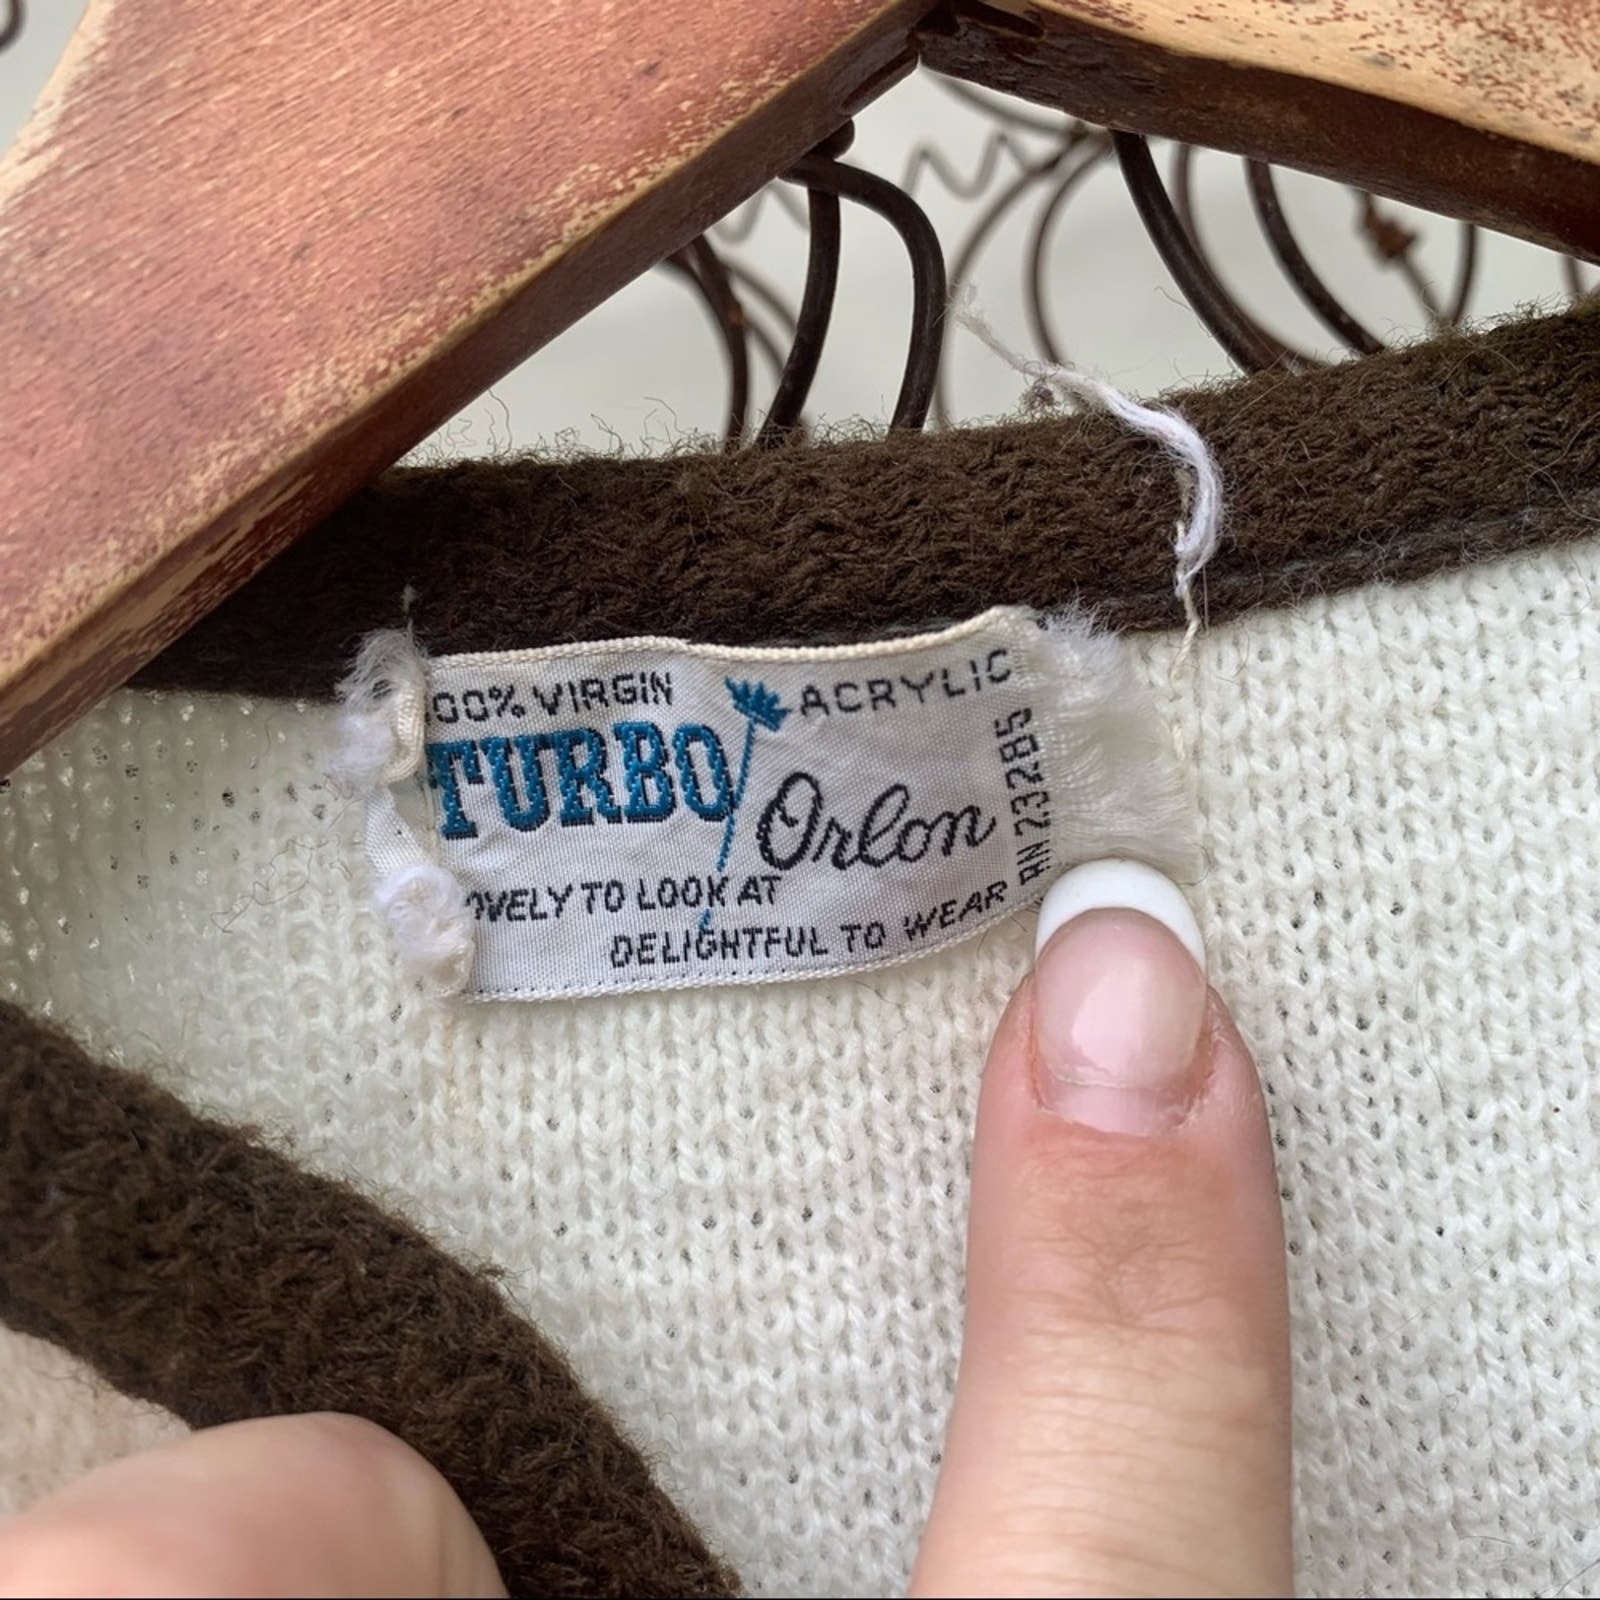 00% VIRGIN ACRYLIC
TURBO Orlon
OVELY TO LOOK AT
DELIGHTFUL TO WEAR
RN 23285